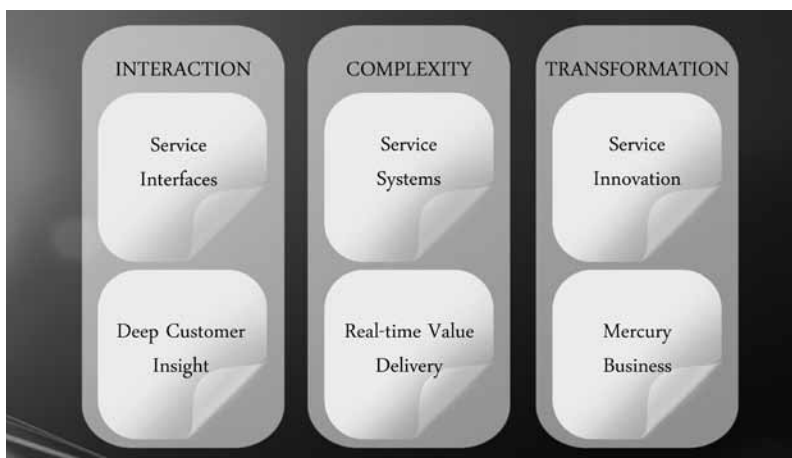 INTERACTION
Service
Interfaces
Deep Customer
Insight
COMPLEXITY
Service
Systems
Real-time Value
Delivery
TRANSFORMATION
Service
Innovation
Mercury
Business